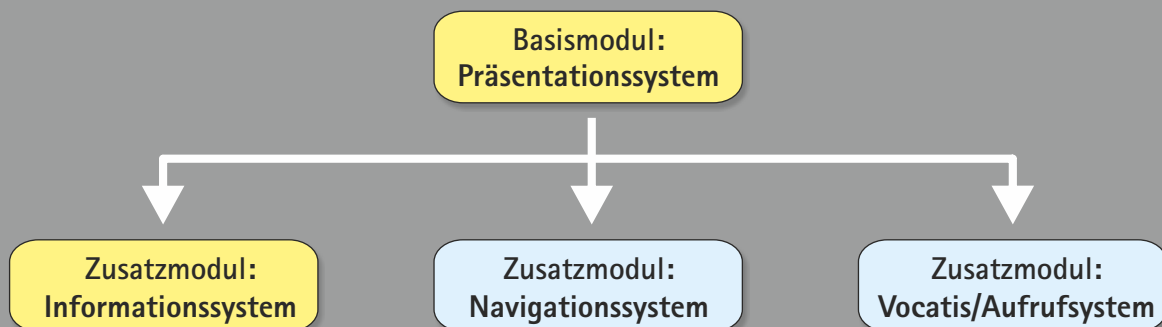 Basismodul:
Präsentationssystem
Zusatzmodul:
Informationssystem
Zusatzmodul:
Navigationssystem
Zusatzmodul:
Vocatis/Aufrufsystem